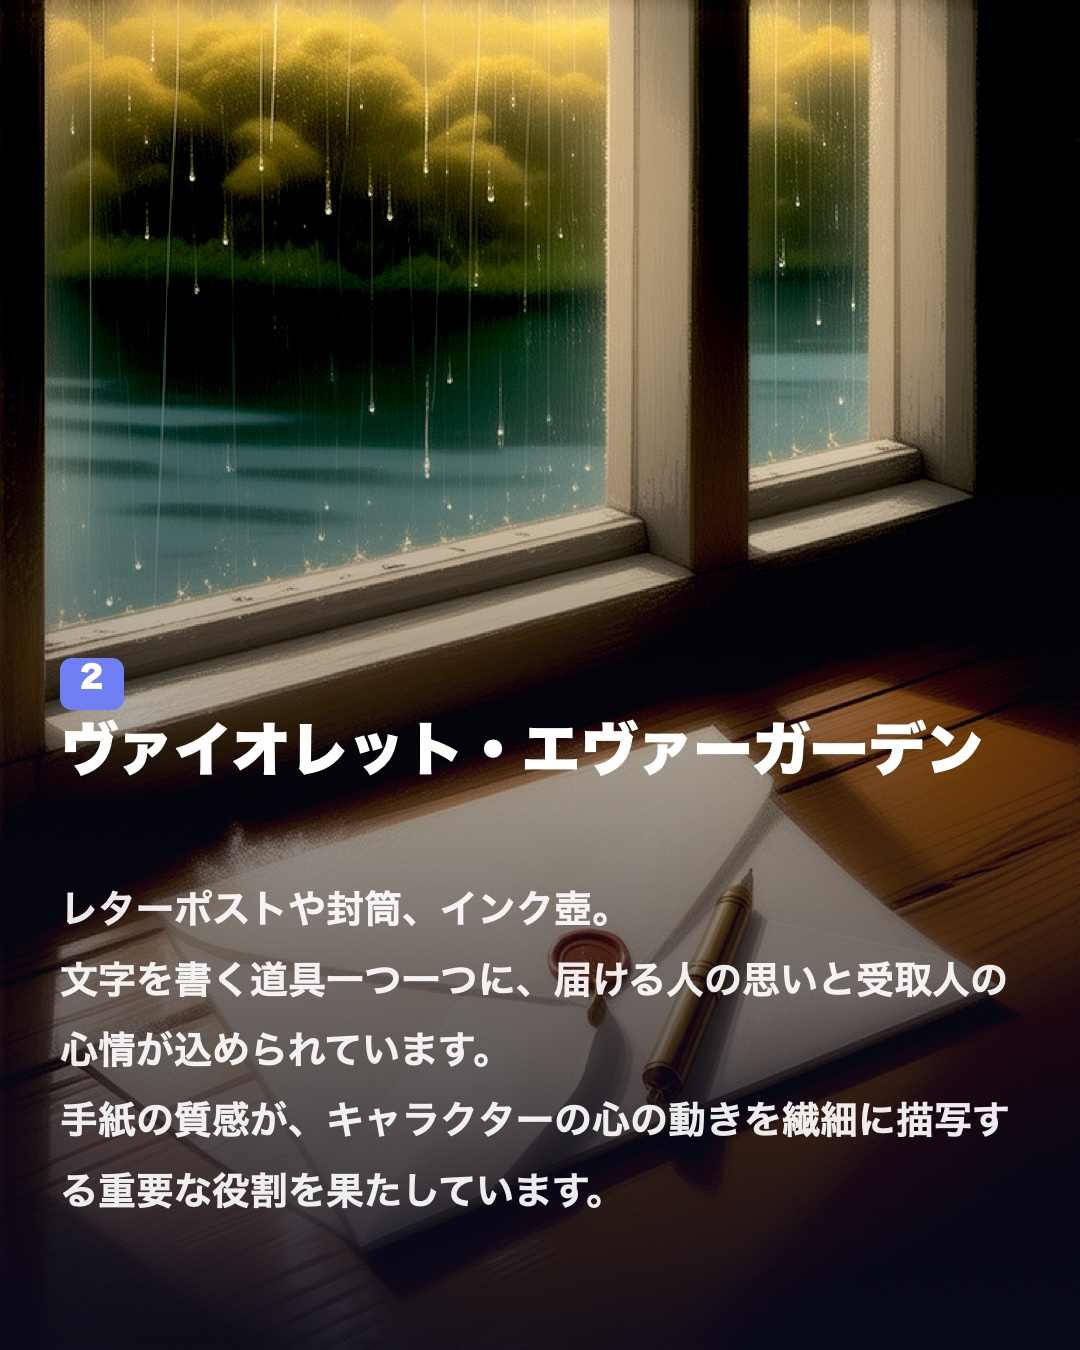 2
ヴァイオレット・エヴァーガーデン
レターポストや封筒、インク壺。
文字を書く道具一つ一つに、届ける人の思いと受取人の
心情が込められています。
手紙の質感が、キャラクターの心の動きを繊細に描写す
る重要な役割を果たしています。